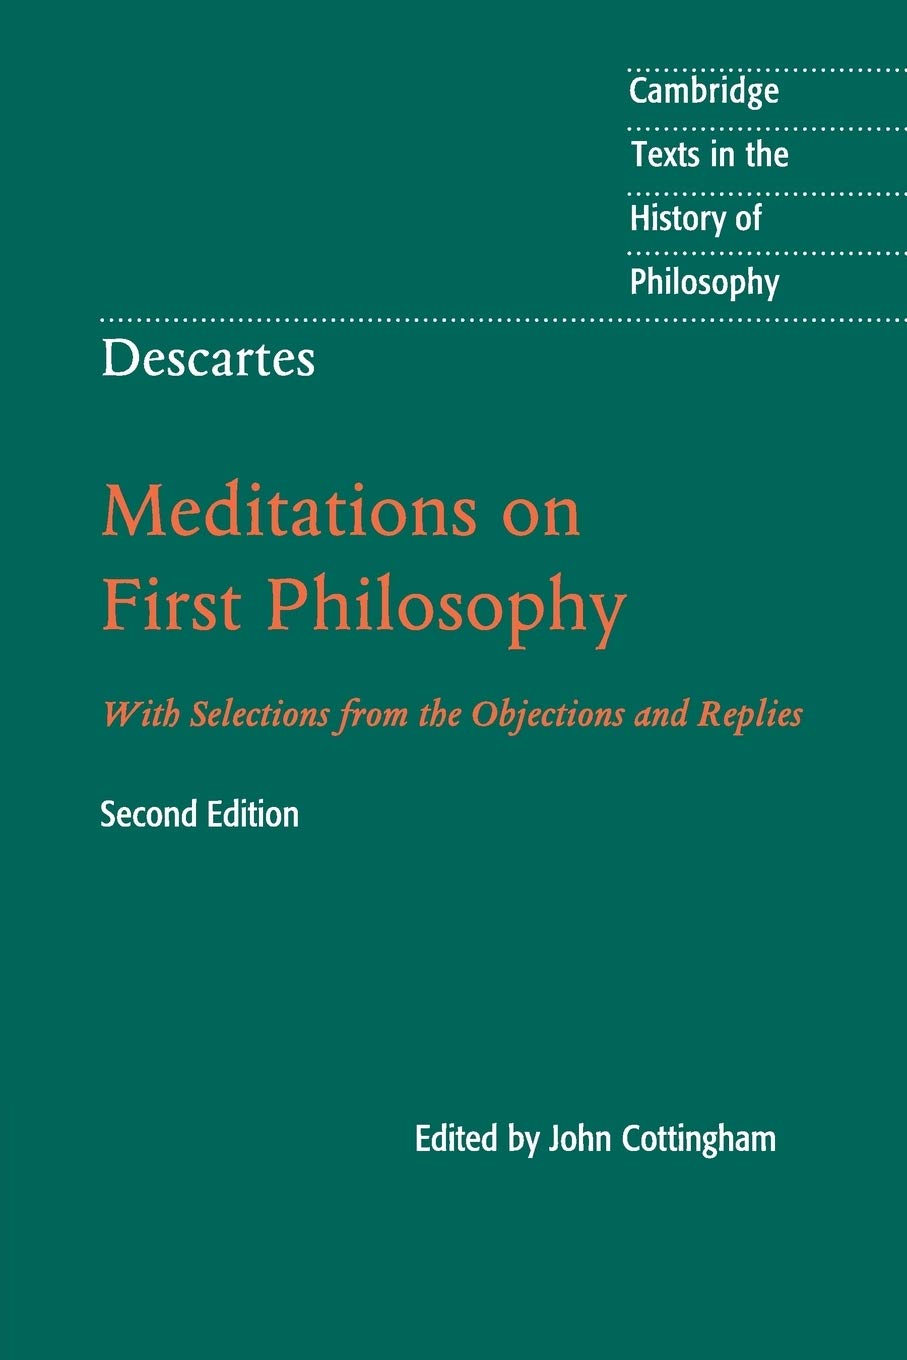 Cambridge
Texts in the
History of
Philosophy
Descartes
Meditations on
First Philosophy
With Selections from the Objections and Replies
Second Edition
Edited by John Cottingham